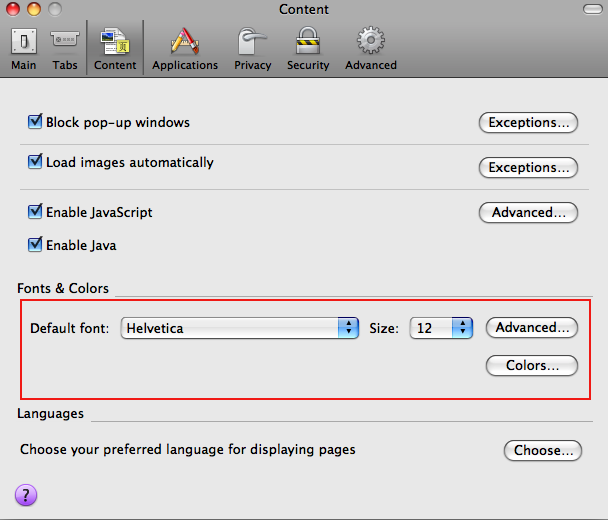 Content
Main Tabs Content Applications Privacy Security Advanced
Block pop-up windows Exceptions...
Load images automatically Exceptions...
Enable JavaScript Advanced...
Enable Java
Fonts & Colors
Default font: Helvetica Size: 12 Advanced...
Colors...
Languages
Choose your preferred language for displaying pages Choose...
?